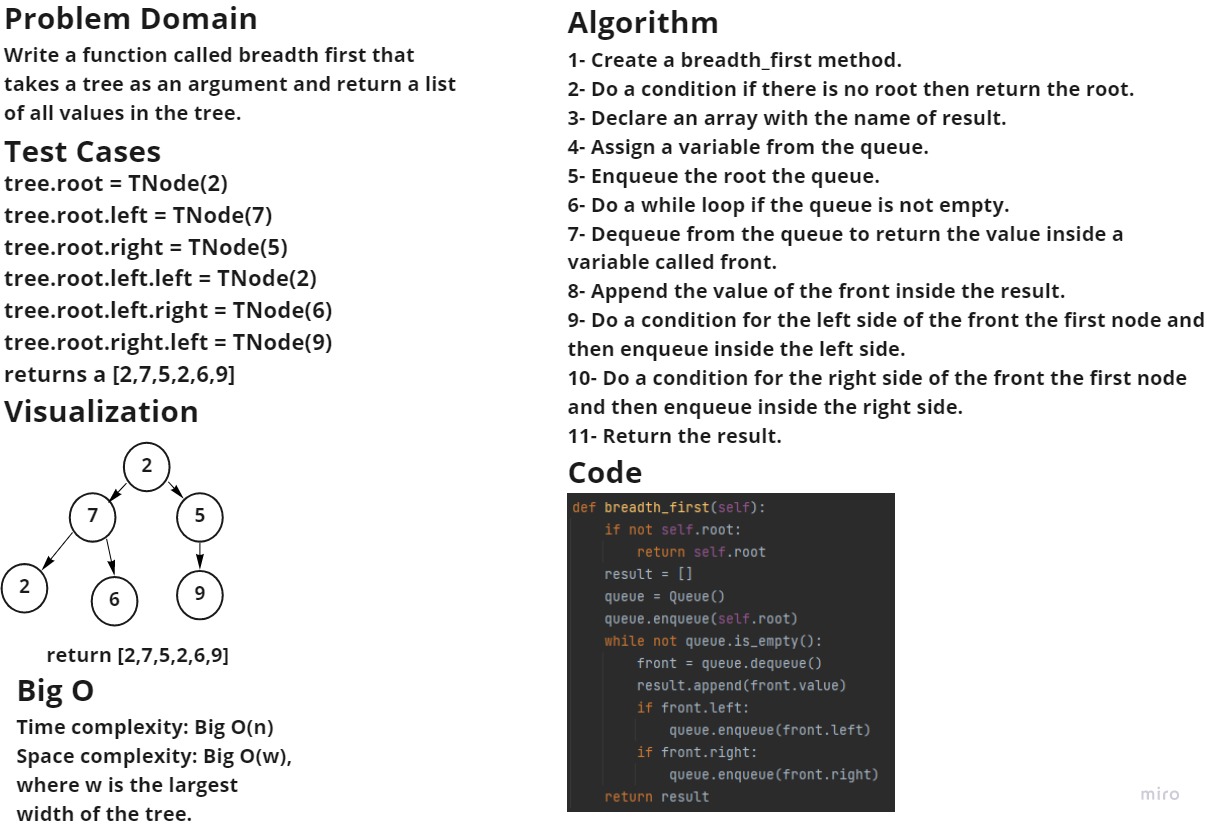 Problem Domain
Write a function called breadth first that
takes a tree as an argument and return a list
of all values in the tree.
Test Cases
tree.root = TNode(2)
tree.root.left = TNode(7)
tree.root.right = TNode(5)
tree.root.left.left = TNode(2)
tree.root.left.right = TNode(6)
tree.root.right.left = TNode(9)
returns a [2,7,5,2,6,9]
Visualization
2
7
5
2
6
9
return [2,7,5,2,6,9]
Big O
Time complexity: Big O(n)
Space complexity: Big O(w),
where w is the largest
width of the tree.
Algorithm
1- Create a breadth_first method.
2- Do a condition if there is no root then return the root.
3- Declare an array with the name of result.
4- Assign a variable from the queue.
5- Enqueue the root the queue.
6- Do a while loop if the queue is not empty.
7- Dequeue from the queue to return the value inside a
variable called front.
8- Append the value of the front inside the result.
9- Do a condition for the left side of the front the first node and
then enqueue inside the left side.
10- Do a condition for the right side of the front the first node
and then enqueue inside the right side.
11- Return the result.
Code
def breadth_first(self):
    if not self.root:
        return self.root
    result = []
    queue = Queue()
    queue.enqueue(self.root)
    while not queue.is_empty():
        front = queue.dequeue()
        result.append(front.value)
        if front.left:
            queue.enqueue(front.left)
        if front.right:
            queue.enqueue(front.right)
    return result
miro